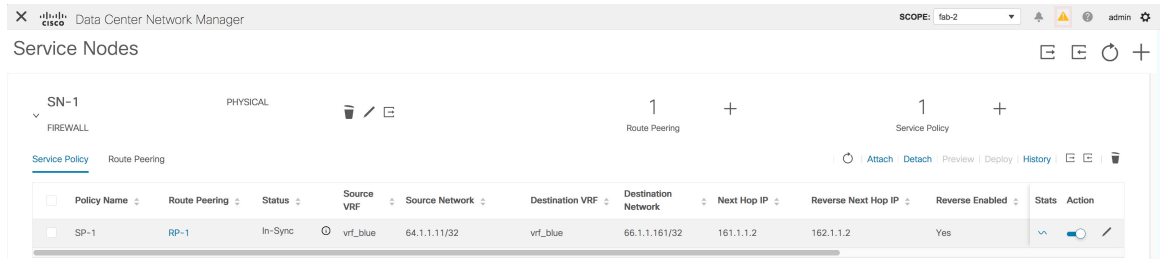 CISCO Data Center Network Manager SCOPE: fab-2 admin
Service Nodes
SN-1 PHYSICAL 1 1
FIREWALL Route Peering Service Policy
Service Policy Route Peering Attach Detach Preview Deploy History
Policy Name Route Peering Status Source VRF Source Network Destination VRF Destination Network Next Hop IP Reverse Next Hop IP Reverse Enabled Stats Action
SP-1 RP-1 In-Sync vrf_blue 64.1.1.11/32 vrf_blue 66.1.1.161/32 161.1.1.2 162.1.1.2 Yes